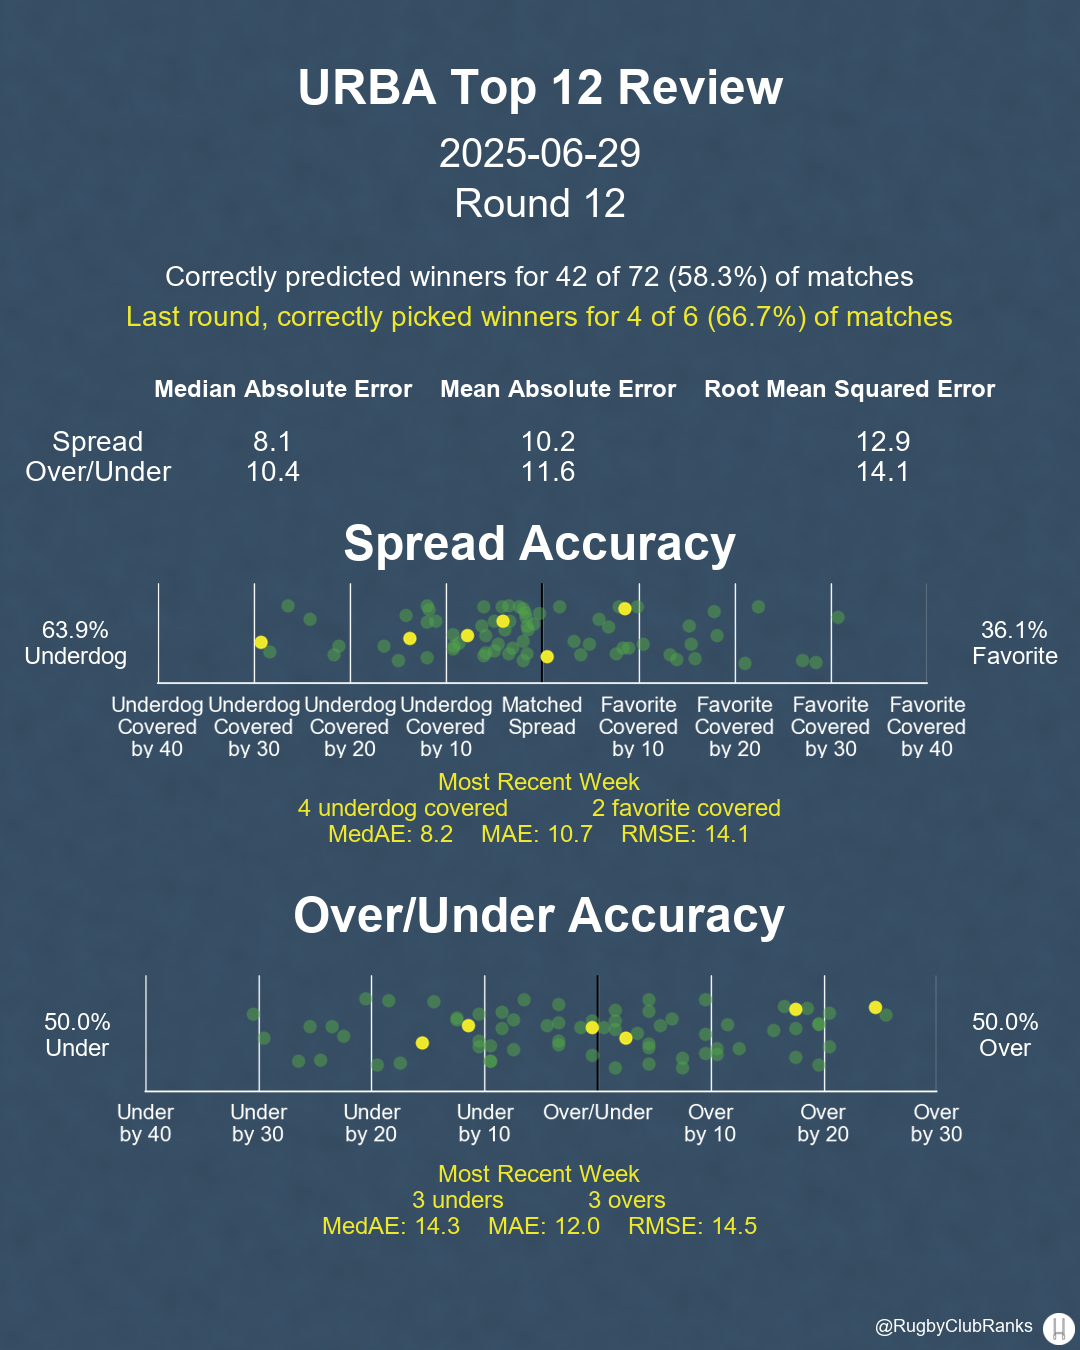 URBA Top 12 Review
2025-06-29
Round 12
Correctly predicted winners for 42 of 72 (58.3%) of matches
Last round, correctly picked winners for 4 of 6 (66.7%) of matches
Median Absolute Error Mean Absolute Error Root Mean Squared Error
Spread 8.1 10.2 12.9
Over/Under 10.4 11.6 14.1
Spread Accuracy
63.9% 36.1%
Underdog Favorite
Underdog Underdog Underdog Underdog Matched Favorite Favorite Favorite Favorite
Covered Covered Covered Covered Spread Covered Covered Covered Covered
by 40 by 30 by 20 by 10 by 10 by 20 by 30 by 40
Most Recent Week
4 underdog covered 2 favorite covered
MedAE: 8.2 MAE: 10.7 RMSE: 14.1
Over/Under Accuracy
50.0% 50.0%
Under Over
Under Under Under Under Over/Under Over Over Over
by 40 by 30 by 20 by 10 by 10 by 20 by 30
Most Recent Week
3 unders 3 overs
MedAE: 14.3 MAE: 12.0 RMSE: 14.5
@RugbyClubRanks